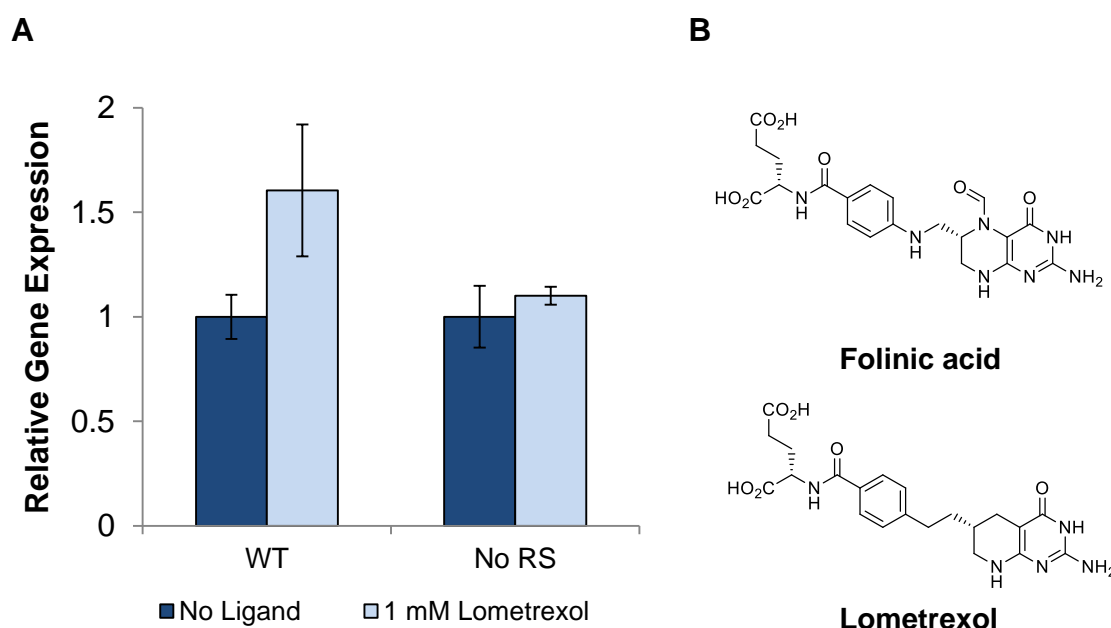 A
B
Relative Gene Expression
2
1.5
1
0.5
0
WT
No RS
No Ligand
1 mM Lometrexol
CO2H
O
HO2C
N
H
N
H
O
N
O
NH
N
H
N
NH2
Folinic acid
CO2H
O
HO2C
N
H
O
NH
N
H
N
NH2
Lometrexol